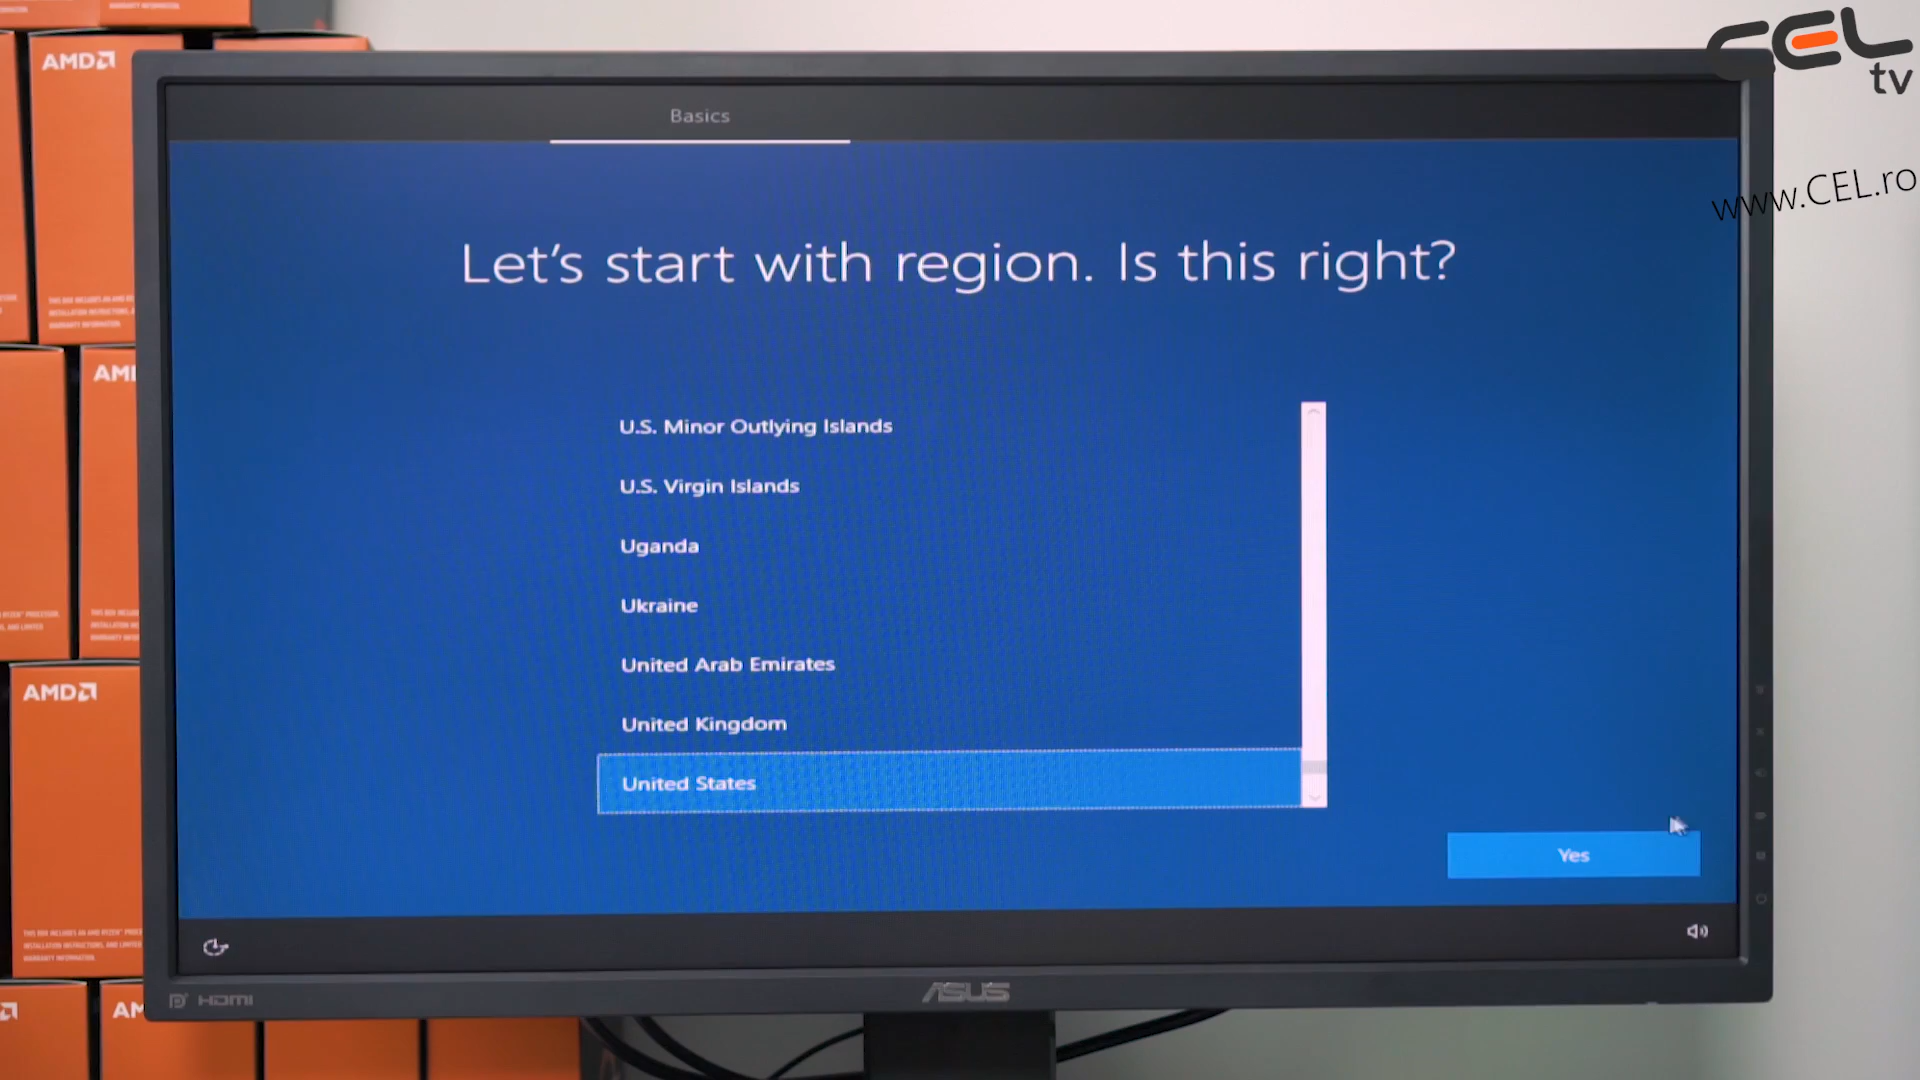 CEL
tv
www.CEL.ro
AMD
Basics
Let's start with region. Is this right?
U.S. Minor Outlying Islands
U.S. Virgin Islands
Uganda
Ukraine
United Arab Emirates
United Kingdom
United States
Yes
AMD
AMD
HDMI
ASUS